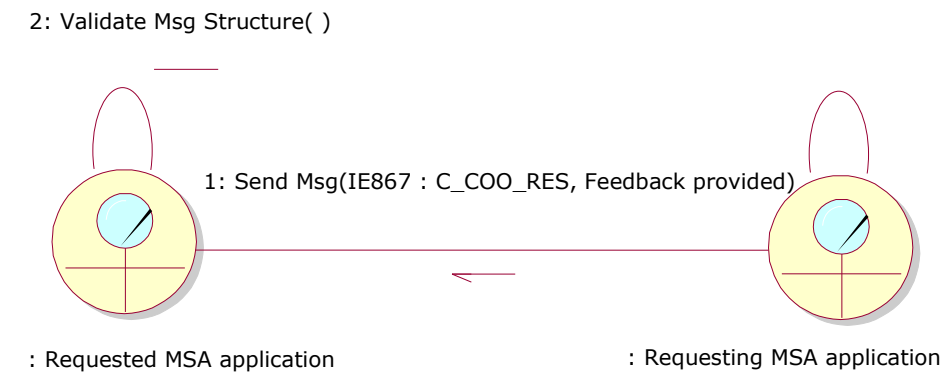 2: Validate Msg Structure( )
1: Send Msg(IE867 : C_COO_RES, Feedback provided)
: Requested MSA application
: Requesting MSA application